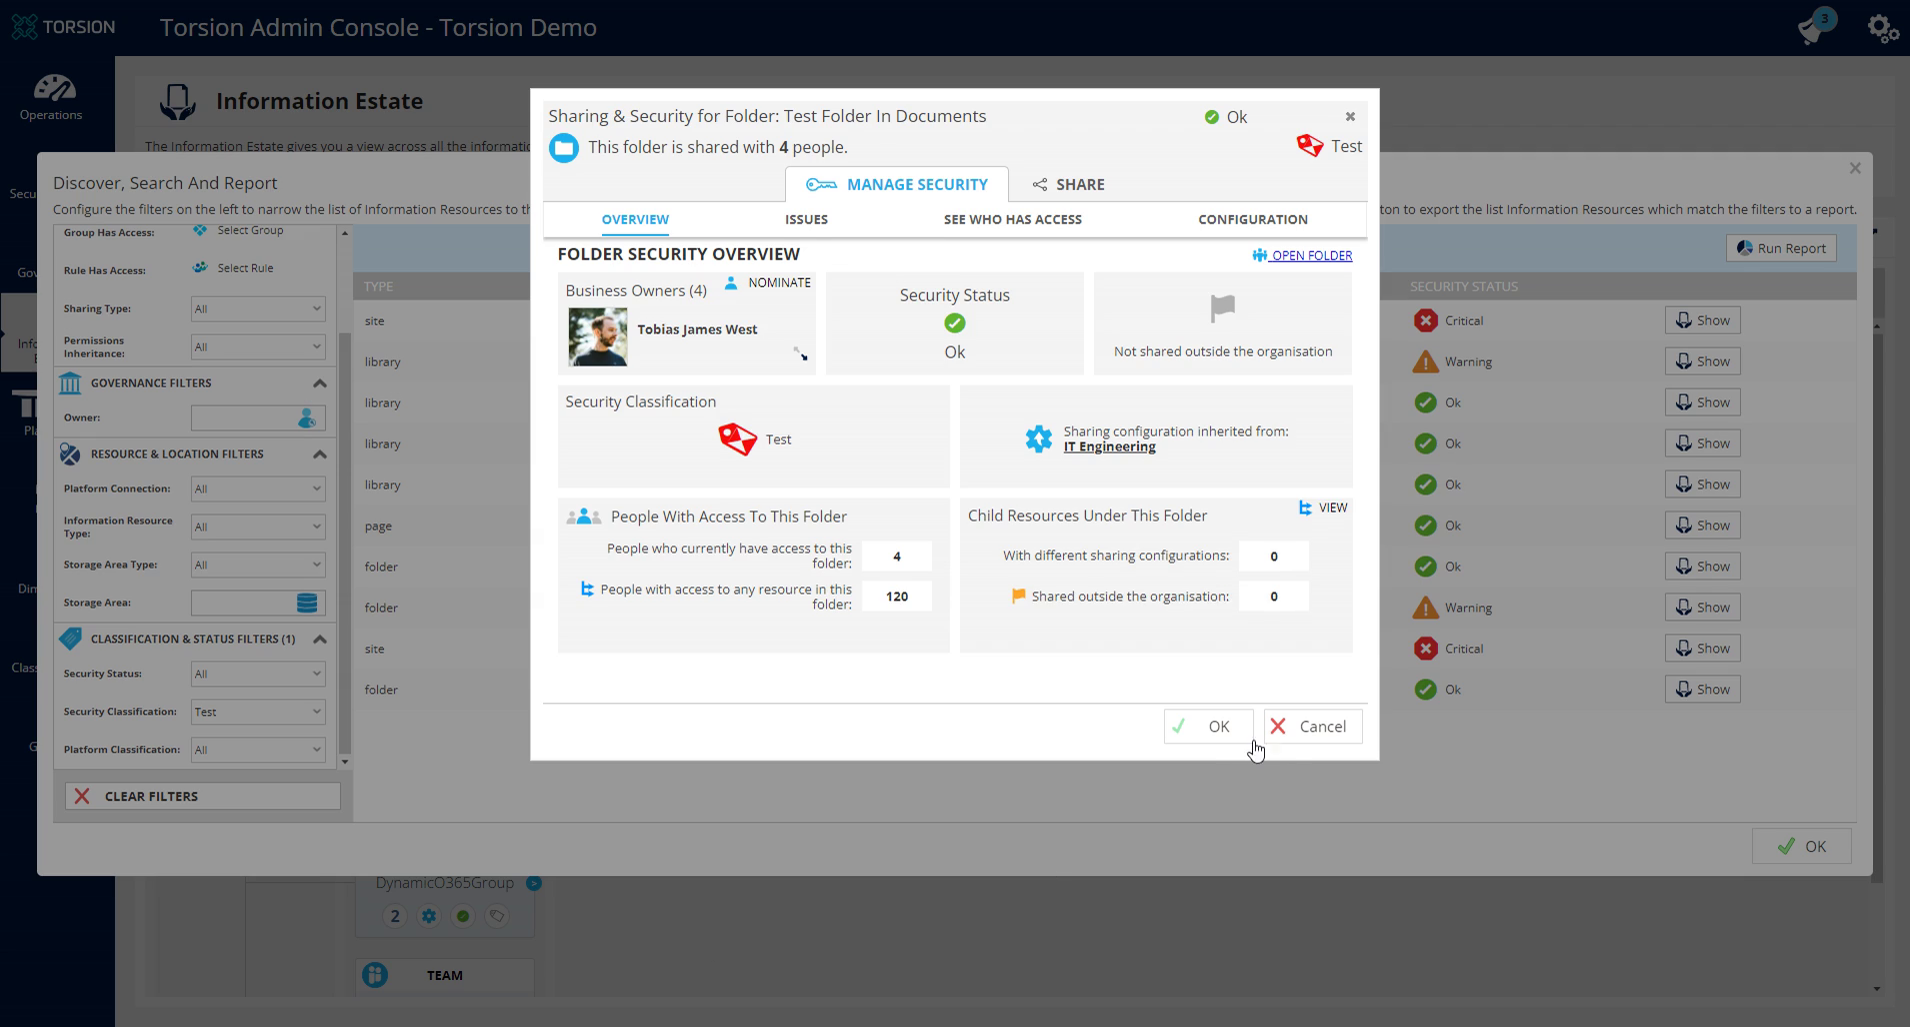 TORSION
Torsion Admin Console - Torsion Demo
3
Operations
Information Estate
The Information Estate gives you a view across all the informatio
Secu
Gov
Info
E
Pla
Dim
Class
G
Discover, Search And Report
Configure the filters on the left to narrow the list of Information Resources to th
ton to export the list Information Resources which match the filters to a report.
Group Has Access:
Select Group
Rule Has Access:
Select Rule
Sharing Type:
All
Permissions
Inheritance:
All
GOVERNANCE FILTERS
Owner:
RESOURCE & LOCATION FILTERS
Platform Connection:
All
Information Resource
Type:
All
Storage Area Type:
All
Storage Area:
CLASSIFICATION & STATUS FILTERS (1)
Security Status:
All
Security Classification:
Test
Platform Classification:
All
CLEAR FILTERS
TYPE
site
library
library
library
library
page
folder
folder
site
folder
Run Report
SECURITY STATUS
Critical
Show
Warning
Show
Ok
Show
Ok
Show
Ok
Show
Ok
Show
Ok
Show
Warning
Show
Critical
Show
Ok
Show
OK
DynamicO365Group
2
TEAM
Sharing & Security for Folder: Test Folder In Documents
Ok
This folder is shared with 4 people.
Test
MANAGE SECURITY
SHARE
OVERVIEW
ISSUES
SEE WHO HAS ACCESS
CONFIGURATION
FOLDER SECURITY OVERVIEW
OPEN FOLDER
Business Owners (4)
NOMINATE
Tobias James West
Security Status
Ok
Not shared outside the organisation
Security Classification
Test
Sharing configuration inherited from:
IT Engineering
People With Access To This Folder
People who currently have access to this
folder:
4
People with access to any resource in this
folder:
120
Child Resources Under This Folder
VIEW
With different sharing configurations:
0
Shared outside the organisation:
0
OK
Cancel